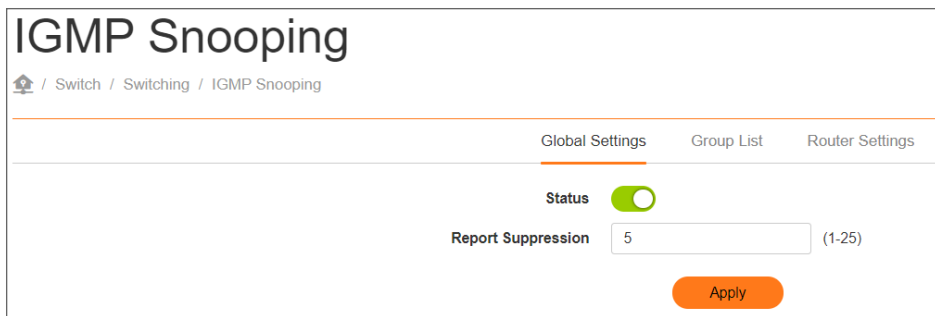 IGMP Snooping
/ Switch / Switching / IGMP Snooping
Global Settings Group List Router Settings
Status
Report Suppression 5 (1-25)
Apply